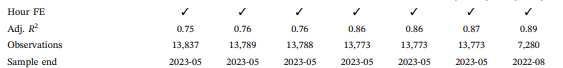 Hour FE ✓ ✓ ✓ ✓ ✓ ✓ ✓
Adj. R² 0.75 0.76 0.76 0.86 0.86 0.87 0.89
Observations 13,837 13,789 13,788 13,773 13,773 13,773 7,280
Sample end 2023-05 2023-05 2023-05 2023-05 2023-05 2023-05 2022-08